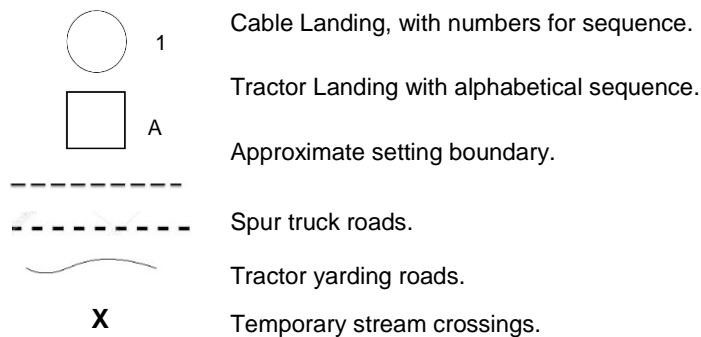 1 Cable Landing, with numbers for sequence.
A Tractor Landing with alphabetical sequence.
Approximate setting boundary.
Spur truck roads.
Tractor yarding roads.
X Temporary stream crossings.